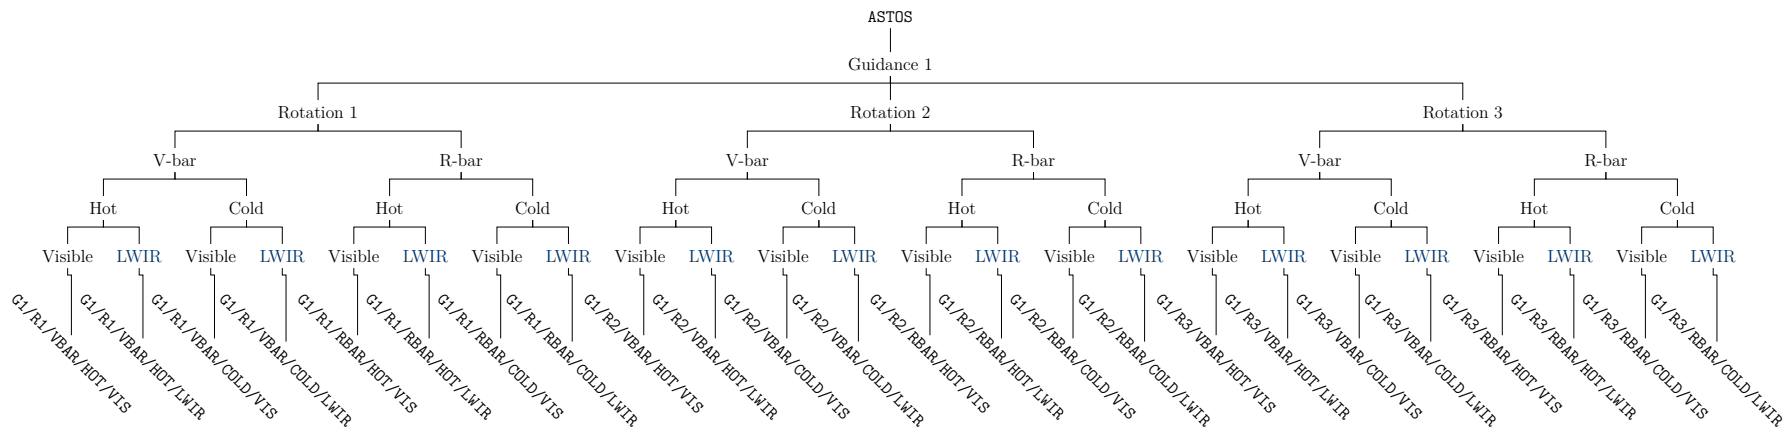 ASTOS
Guidance 1
Rotation 1 Rotation 2 Rotation 3
V-bar R-bar V-bar R-bar V-bar R-bar
Hot Cold Hot Cold Hot Cold Hot Cold Hot Cold Hot Cold
Visible LWIR Visible LWIR Visible LWIR Visible LWIR Visible LWIR Visible LWIR Visible LWIR Visible LWIR Visible LWIR Visible LWIR Visible LWIR Visible LWIR
G1/R1/VBAR/HOT/VIS
G1/R1/VBAR/HOT/LWIR
G1/R1/VBAR/COLD/VIS
G1/R1/VBAR/COLD/LWIR
G1/R1/RBAR/HOT/VIS
G1/R1/RBAR/HOT/LWIR
G1/R1/RBAR/COLD/VIS
G1/R1/RBAR/COLD/LWIR
G1/R2/VBAR/HOT/VIS
G1/R2/VBAR/HOT/LWIR
G1/R2/VBAR/COLD/VIS
G1/R2/VBAR/COLD/LWIR
G1/R2/RBAR/HOT/VIS
G1/R2/RBAR/HOT/LWIR
G1/R2/RBAR/COLD/VIS
G1/R2/RBAR/COLD/LWIR
G1/R3/VBAR/HOT/VIS
G1/R3/VBAR/HOT/LWIR
G1/R3/VBAR/COLD/VIS
G1/R3/VBAR/COLD/LWIR
G1/R3/RBAR/HOT/VIS
G1/R3/RBAR/HOT/LWIR
G1/R3/RBAR/COLD/VIS
G1/R3/RBAR/COLD/LWIR